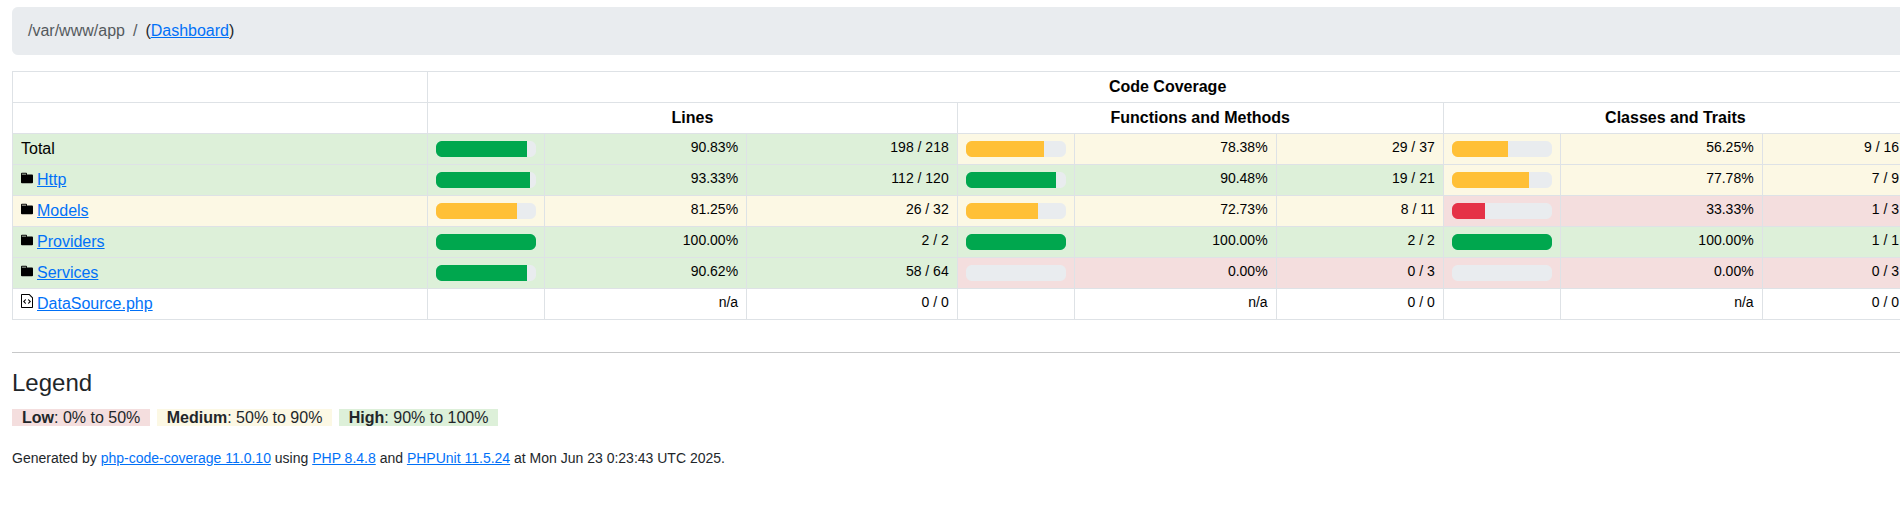 /var/www/app / (Dashboard)
Code Coverage
Lines Functions and Methods Classes and Traits
Total 90.83% 198 / 218 78.38% 29 / 37 56.25% 9 / 16
Http 93.33% 112 / 120 90.48% 19 / 21 77.78% 7 / 9
Models 81.25% 26 / 32 72.73% 8 / 11 33.33% 1 / 3
Providers 100.00% 2 / 2 100.00% 2 / 2 100.00% 1 / 1
Services 90.62% 58 / 64 0.00% 0 / 3 0.00% 0 / 3
DataSource.php n/a 0 / 0 n/a 0 / 0 n/a 0 / 0
Legend
Low: 0% to 50% Medium: 50% to 90% High: 90% to 100%
Generated by php-code-coverage 11.0.10 using PHP 8.4.8 and PHPUnit 11.5.24 at Mon Jun 23 0:23:43 UTC 2025.